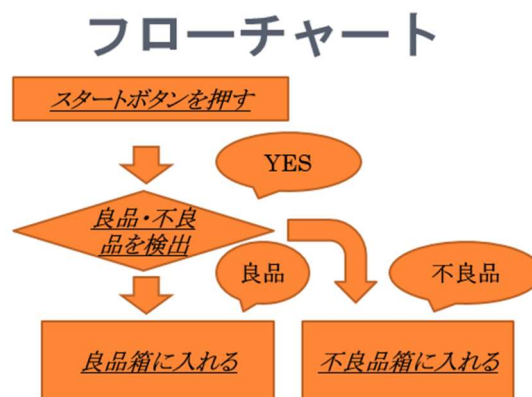 フローチャート
スタートボタンを押す
YES
良品・不良
品を検出
良品
不良品
良品箱に入れる
不良品箱に入れる